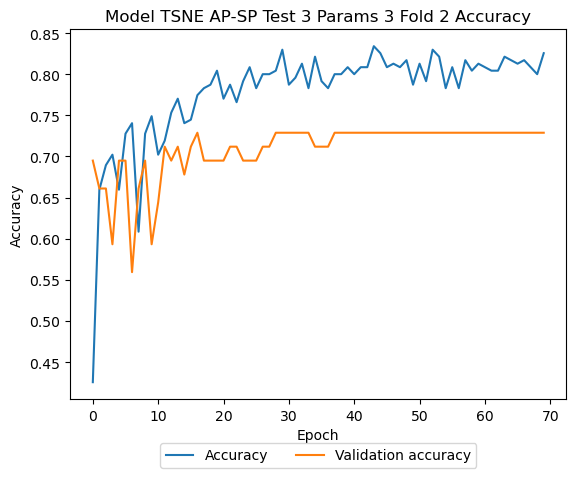 Model TSNE AP-SP Test 3 Params 3 Fold 2 Accuracy
0.85
0.80
0.75
0.70
0.65
0.60
0.55
0.50
0.45
Accuracy
0 10 20 30 40 50 60 70
Epoch
Accuracy Validation accuracy